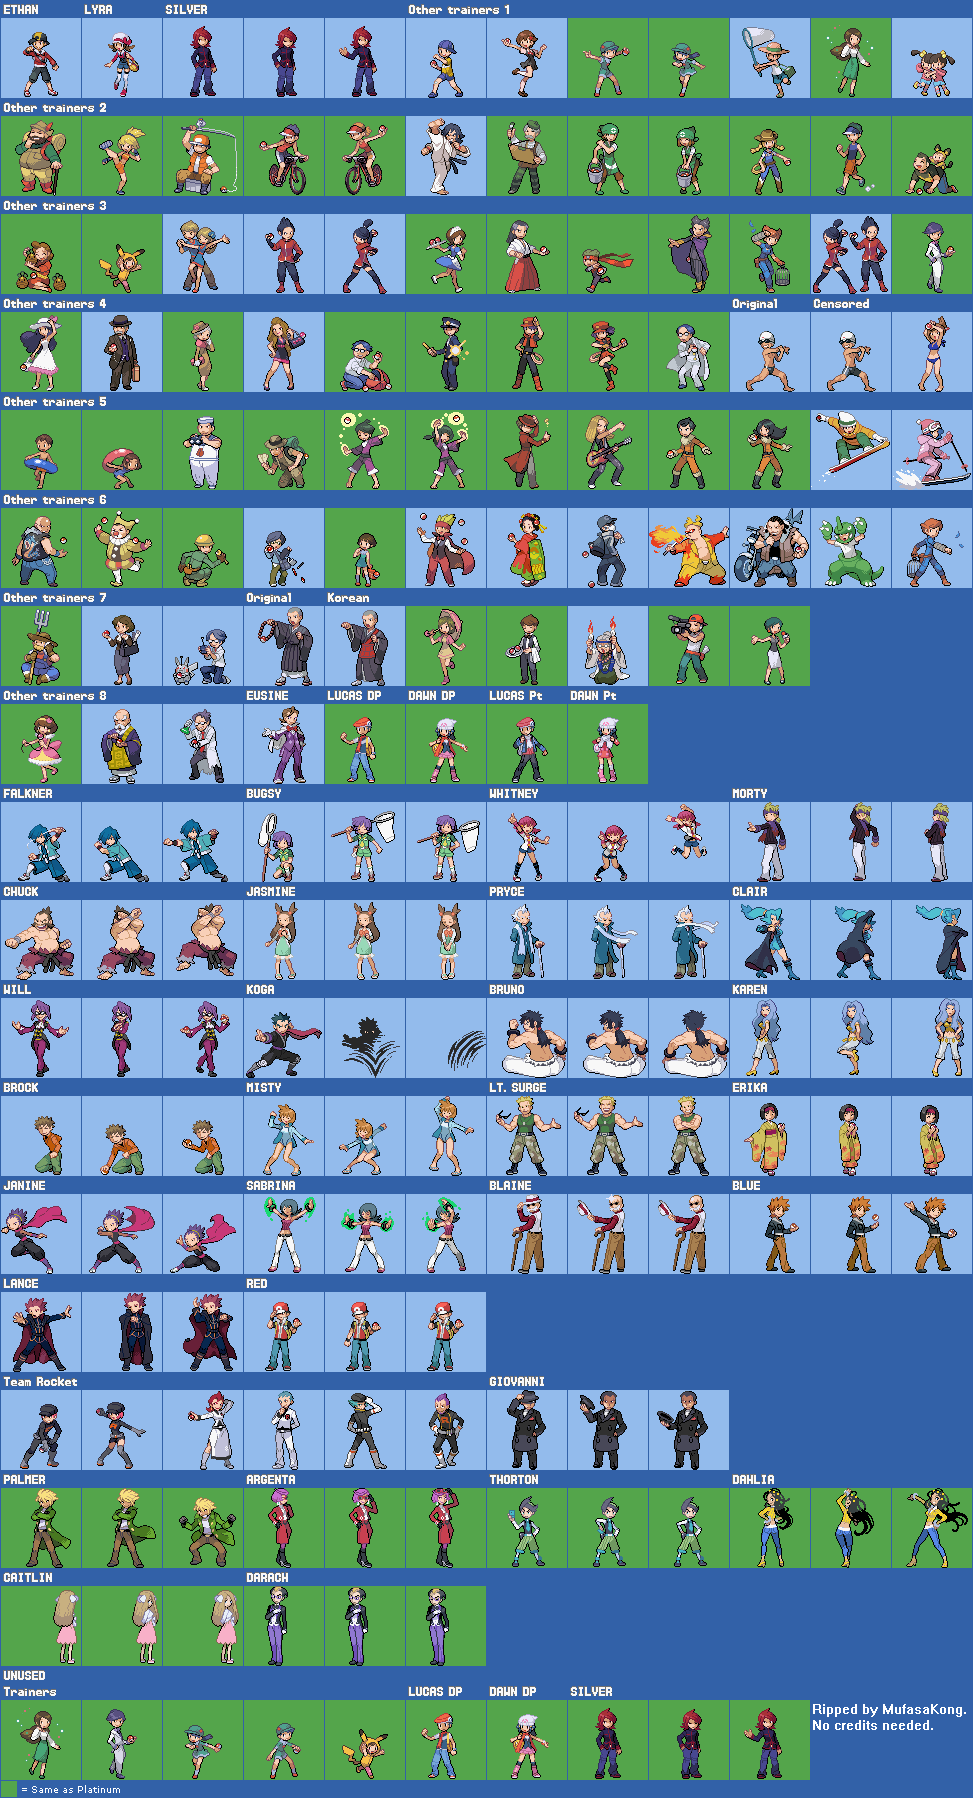 ETHAN LYRA SILVER Other trainers 1
Other trainers 2
Other trainers 3
Other trainers 4 Original Censored
Other trainers 5
Other trainers 6
Other trainers 7 Original Korean
Other trainers 8 EUSINE LUCAS DP DAWN DP LUCAS Pt DAWN Pt
FALKNER BUGSY WHITNEY MORTY
CHUCK JASMINE PRYCE CLAIR
WILL KOGA BRUNO KAREN
BROCK MISTY LT. SURGE ERIKA
JANINE SABRINA BLAINE BLUE
LANCE RED
Team Rocket GIOVANNI
PALMER ARGENTA THORTON DAHLIA
CAITLIN DARACH
UNUSED
Trainers LUCAS DP DAWN DP SILVER
Ripped by MufasaKong.
No credits needed.
= Same as Platinum